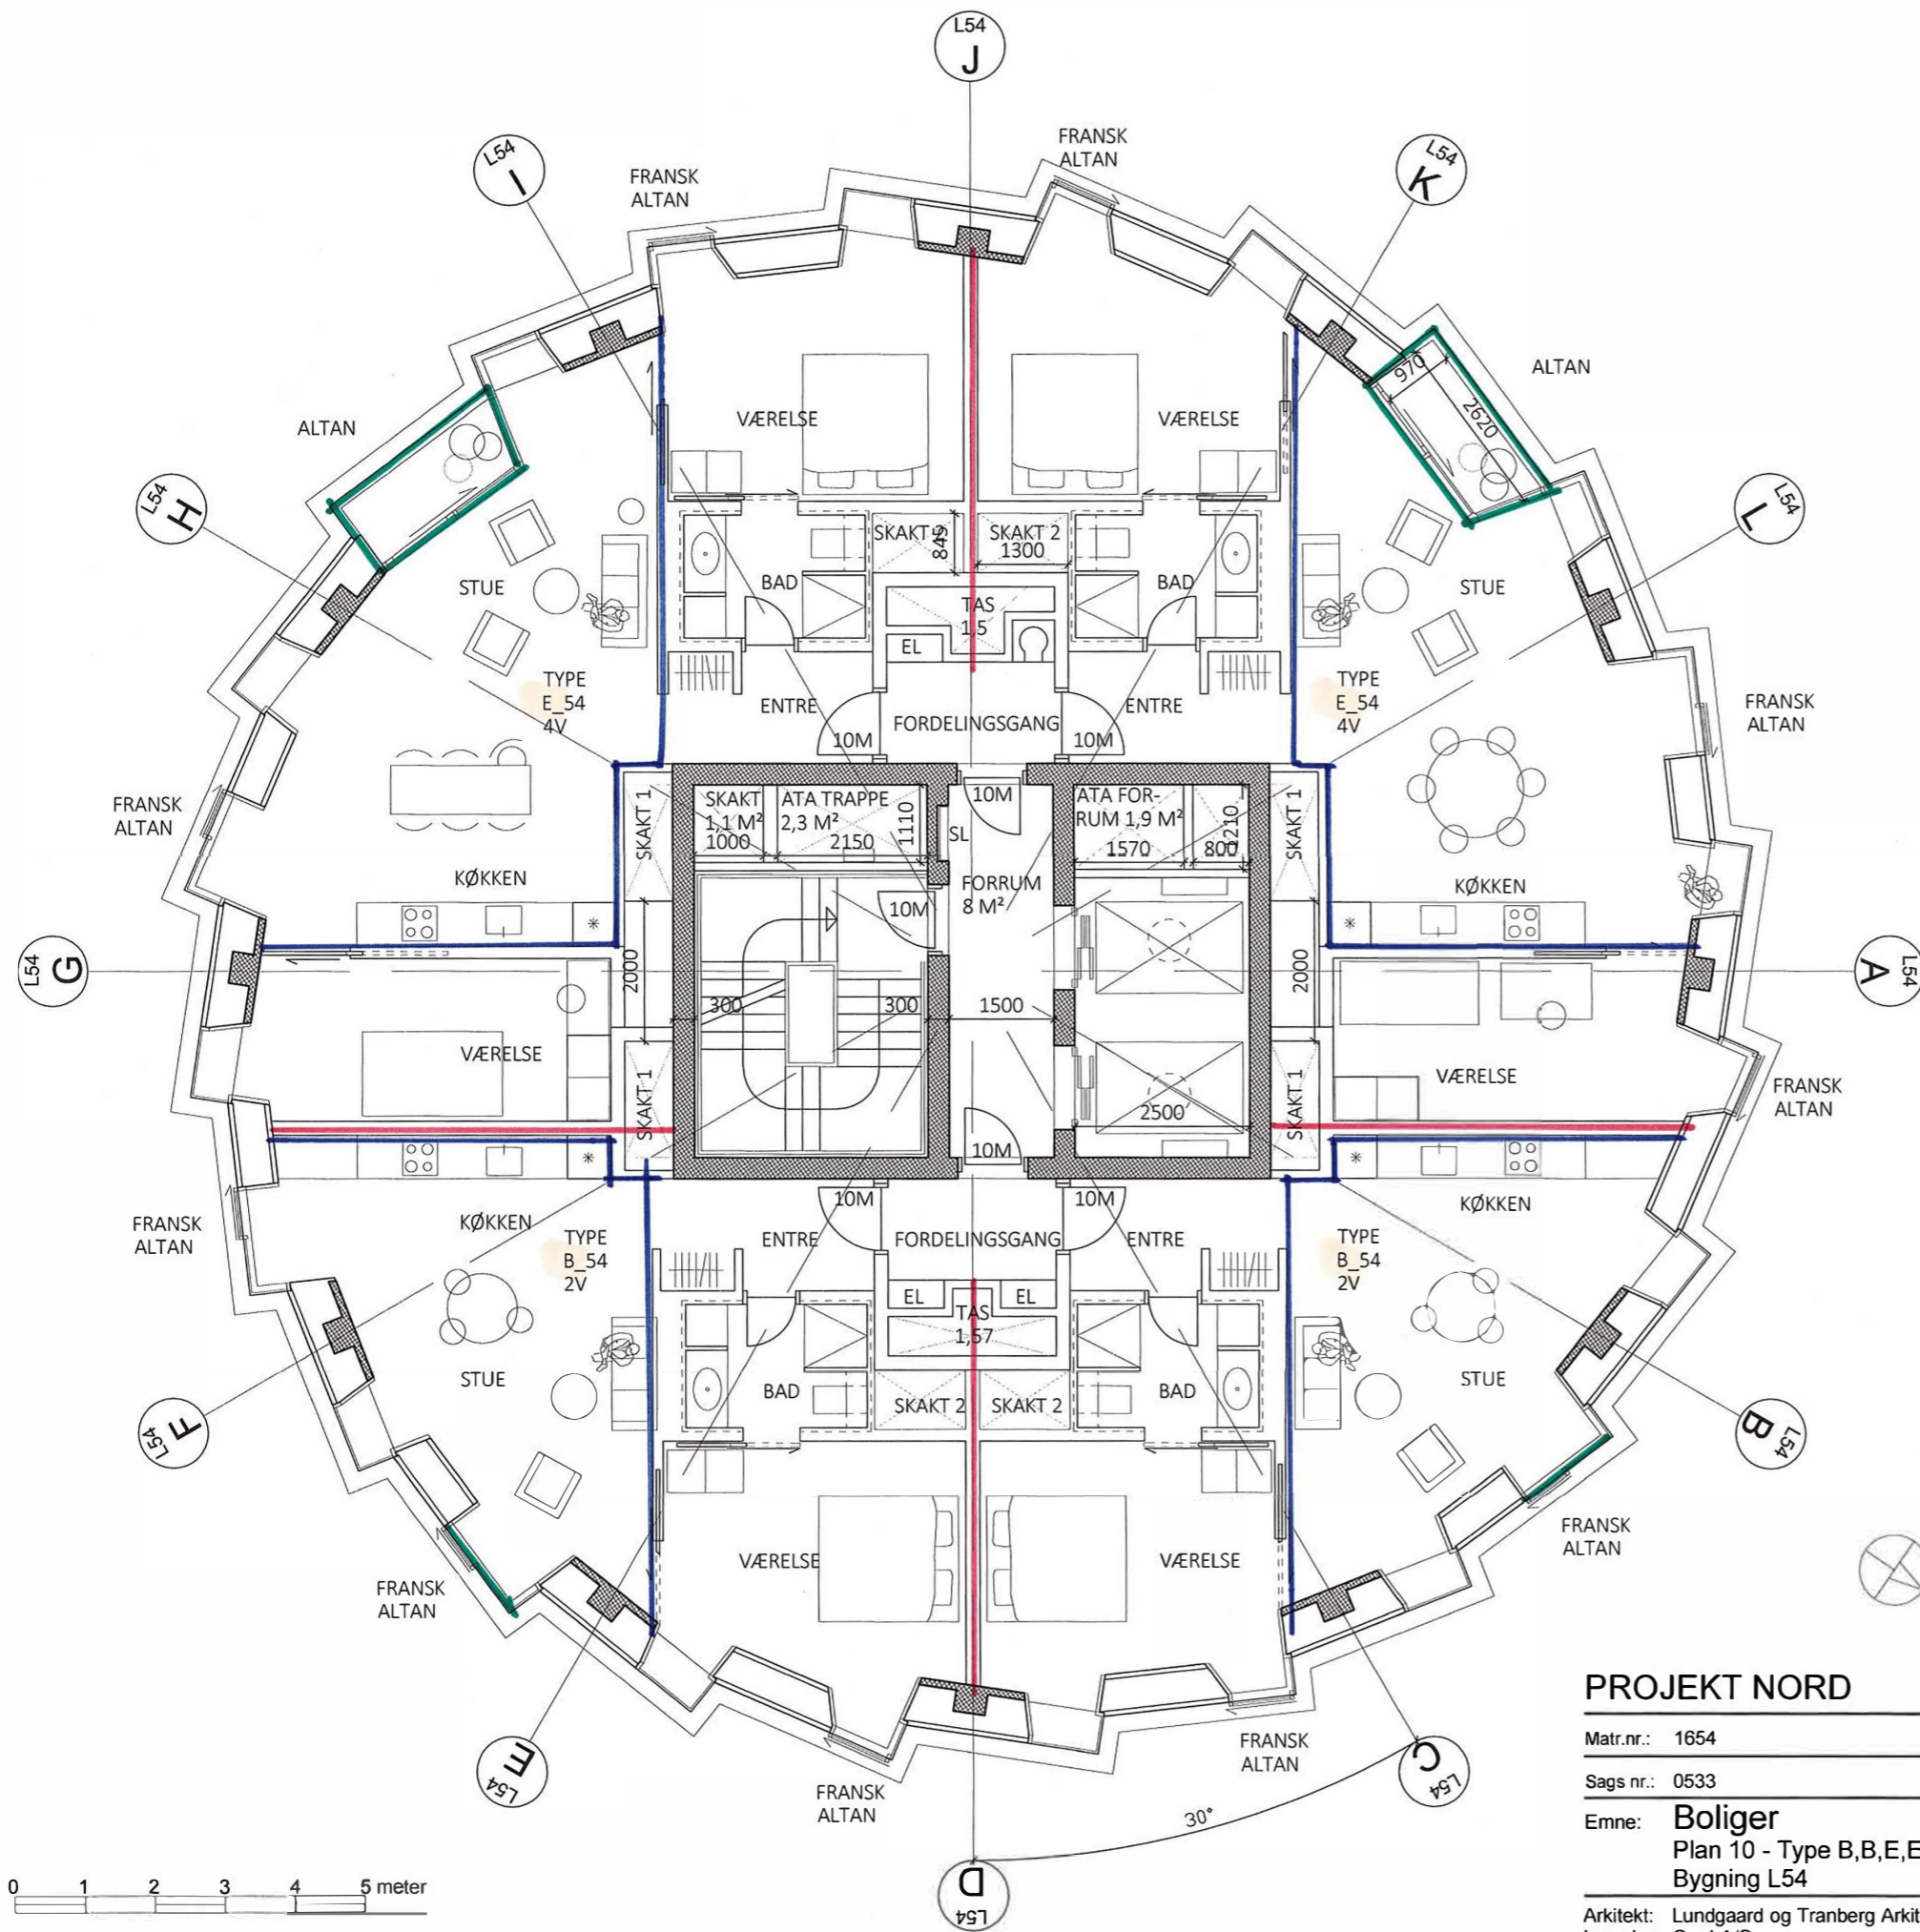 L54
J
FRANSK
ALTAN
L54
I
FRANSK
ALTAN
L54
K
ALTAN
970
2620
ALTAN
VÆRELSE
VÆRELSE
L54
H
L54
L
SKAKT 2
845
SKAKT 2
1300
STUE
BAD
BAD
STUE
TAS
1,5
EL
TYPE
E_54
4V
ENTRE
ENTRE
TYPE
E_54
4V
FRANSK
ALTAN
FORDELINGSGANG
10M
10M
FRANSK
ALTAN
SKAKT 1
SKAKT
1,1 M²
1000
ATA TRAPPE
2,3 M²
2150
1110
10M
SL
ATA FOR-
RUM 1,9 M²
1570
800
1210
SKAKT 1
KØKKEN
KØKKEN
FORRUM
8 M²
10M
*
*
L54
G
2000
300
300
1500
2000
A
L54
VÆRELSE
VÆRELSE
SKAKT 1
2500
SKAKT 1
FRANSK
ALTAN
10M
*
*
10M
10M
FRANSK
ALTAN
KØKKEN
KØKKEN
TYPE
B_54
2V
ENTRE
FORDELINGSGANG
ENTRE
TYPE
B_54
2V
EL
EL
TAS
1,57
STUE
BAD
SKAKT 2
SKAKT 2
BAD
STUE
L54
F
B
L54
VÆRELSE
VÆRELSE
FRANSK
ALTAN
FRANSK
ALTAN
E
L54
FRANSK
ALTAN
FRANSK
ALTAN
C
L54
30°
D
L54
0 1 2 3 4 5 meter
PROJEKT NORD
Matr.nr.: 1654
Sags nr.: 0533
Emne: Boliger
Plan 10 - Type B,B,E,E
Bygning L54
Arkitekt: Lundgaard og Tranberg Arkit